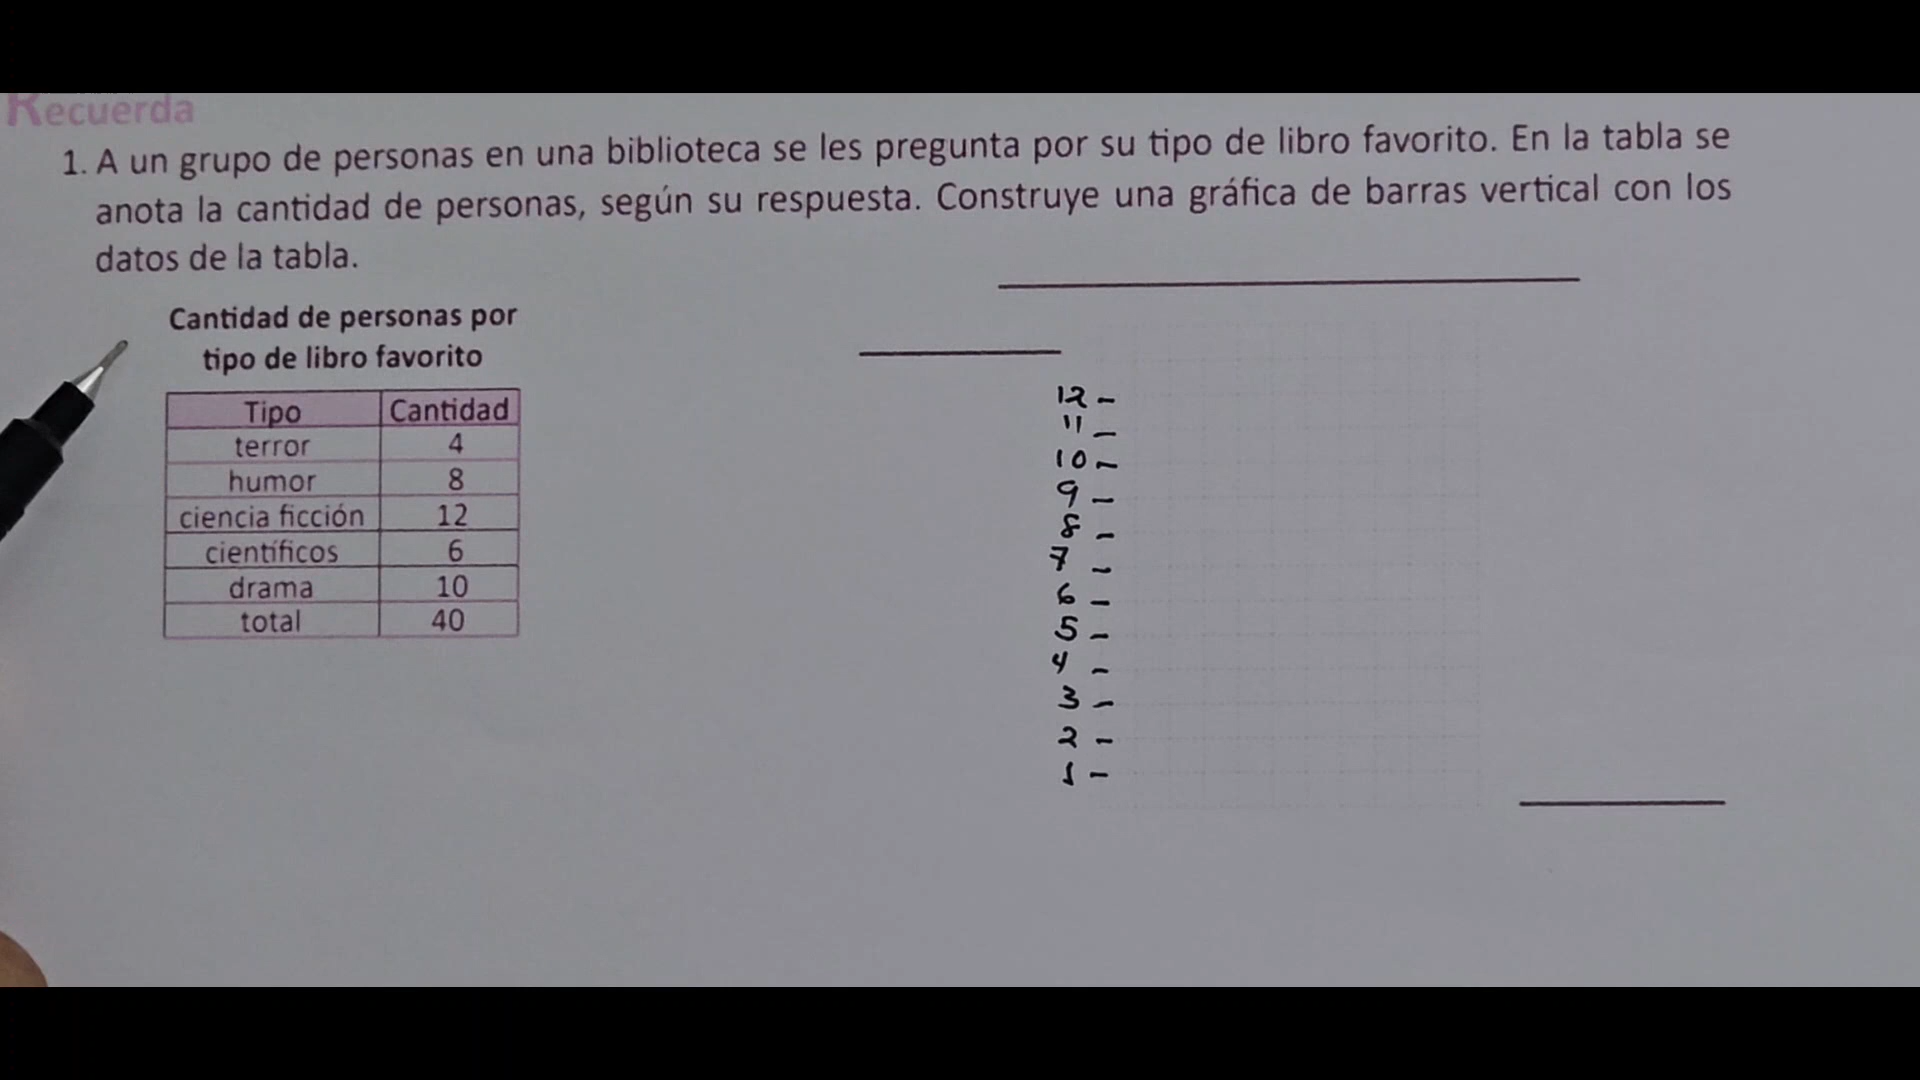 Recuerda
1. A un grupo de personas en una biblioteca se les pregunta por su tipo de libro favorito. En la tabla se
anota la cantidad de personas, según su respuesta. Construye una gráfica de barras vertical con los
datos de la tabla.
Cantidad de personas por
tipo de libro favorito
Tipo Cantidad
terror 4
humor 8
ciencia ficción 12
científicos 6
drama 10
total 40
12 -
11 -
10 -
9 -
8 -
7 -
6 -
5 -
4 -
3 -
2 -
1 -